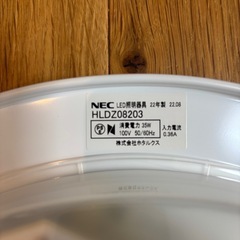 NEC LED照明器具 22年製 22.08
HLDZ08203
消費電力 35W 入力電流
100V 50/60Hz 0.36A
株式会社ホタルクス